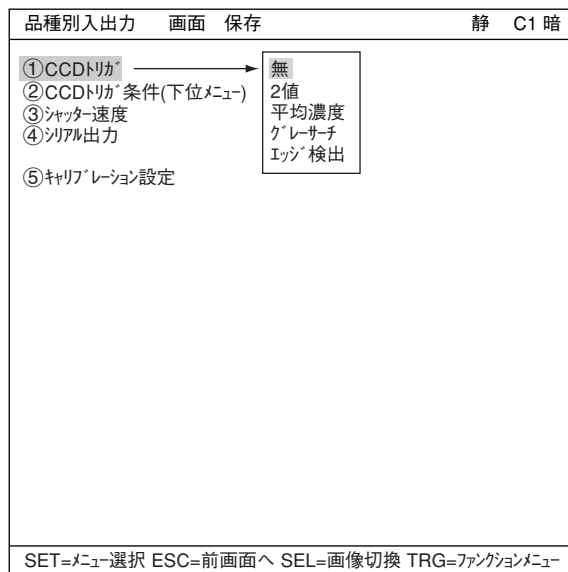 品種別入出力 画面 保存 静 C1 暗
①CCDﾄﾘｶﾞ 無
②CCDﾄﾘｶﾞ条件(下位ﾒﾆｭｰ) 2値
③ｼｬｯﾀｰ速度 平均濃度
④ｼﾘｱﾙ出力 ｸﾞﾚｰｻｰﾁ
ｴｯｼﾞ検出
⑤ｷｬﾘﾌﾞﾚｰｼｮﾝ設定
SET=ﾒﾆｭｰ選択 ESC=前画面へ SEL=画像切換 TRG=ﾌｧﾝｸｼｮﾝﾒﾆｭｰ